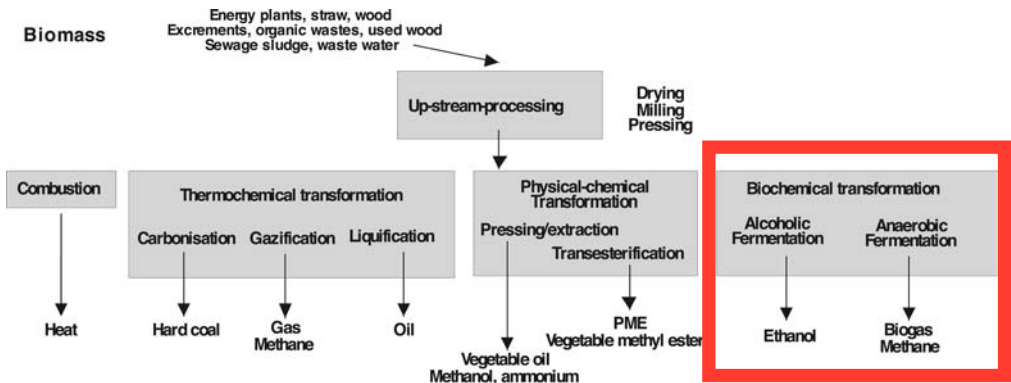 Biomass
Energy plants, straw, wood
Excrements, organic wastes, used wood
Sewage sludge, waste water
Up-stream-processing
Drying
Milling
Pressing
Combustion
Thermochemical transformation
Carbonisation
Gazification
Liquification
Physical-chemical
Transformation
Pressing/extraction
Transesterification
Biochemical transformation
Alcoholic
Fermentation
Anaerobic
Fermentation
Heat
Hard coal
Gas
Methane
Oil
Vegetable oil
Methanol, ammonium
PME
Vegetable methyl ester
Ethanol
Biogas
Methane